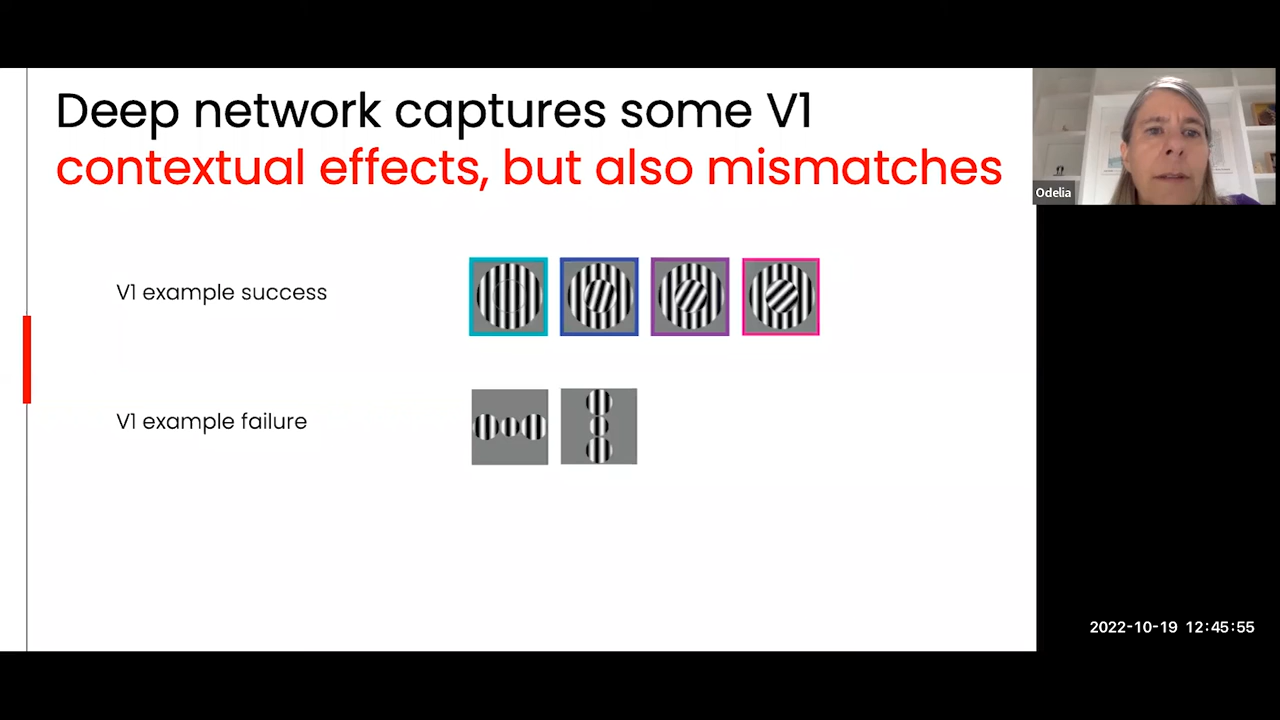 Deep network captures some V1
contextual effects, but also mismatches
Odelia
V1 example success
V1 example failure
2022-10-19 12:45:55